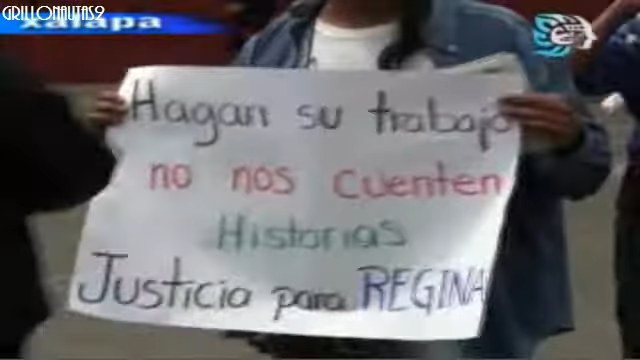 GRILLONAUTAS2
xalapa
Hagan su trabajo
no nos cuenten
Historias
Justicia para REGINA